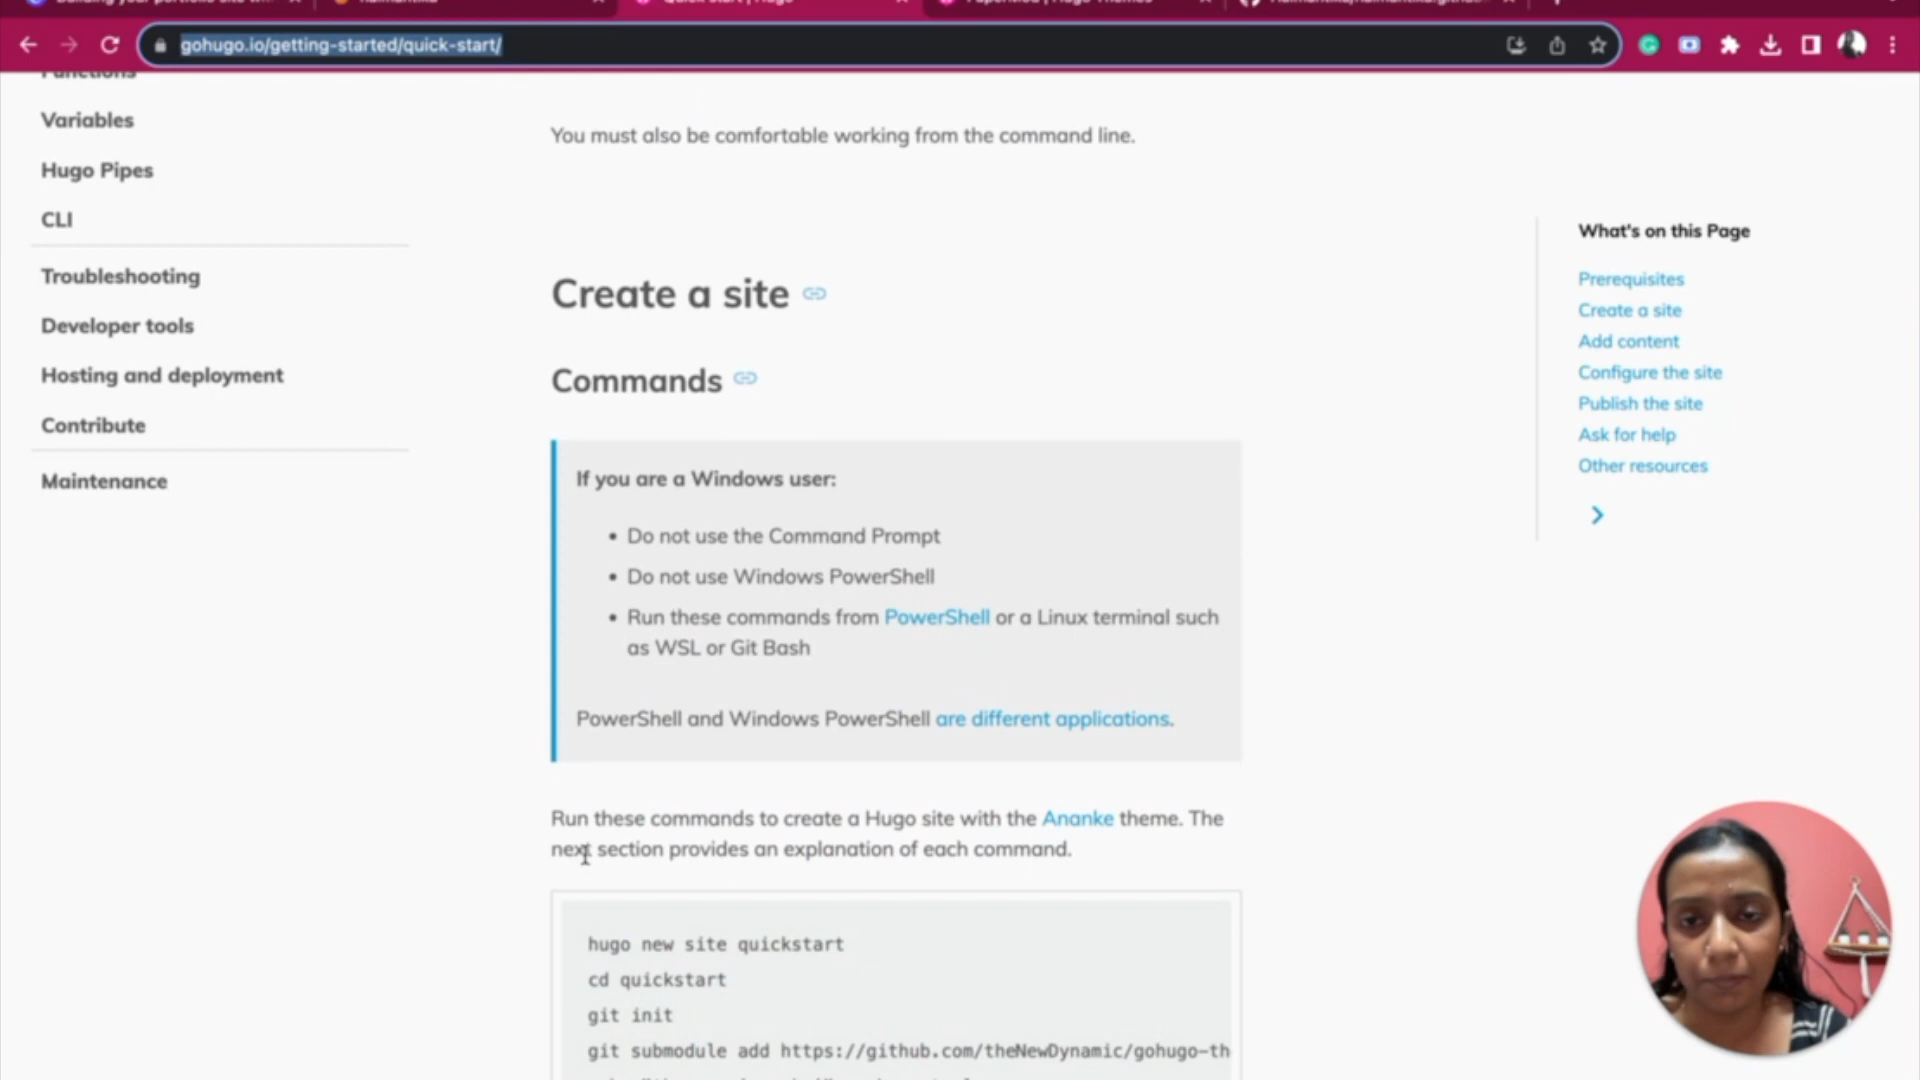 gohugo.io/getting-started/quick-start/
Functions
Variables
Hugo Pipes
CLI
Troubleshooting
Developer tools
Hosting and deployment
Contribute
Maintenance
You must also be comfortable working from the command line.
Create a site
Commands
If you are a Windows user:
• Do not use the Command Prompt
• Do not use Windows PowerShell
• Run these commands from PowerShell or a Linux terminal such
as WSL or Git Bash
PowerShell and Windows PowerShell are different applications.
Run these commands to create a Hugo site with the Ananke theme. The
next section provides an explanation of each command.
hugo new site quickstart
cd quickstart
git init
git submodule add https://github.com/theNewDynamic/gohugo-th
What's on this Page
Prerequisites
Create a site
Add content
Configure the site
Publish the site
Ask for help
Other resources